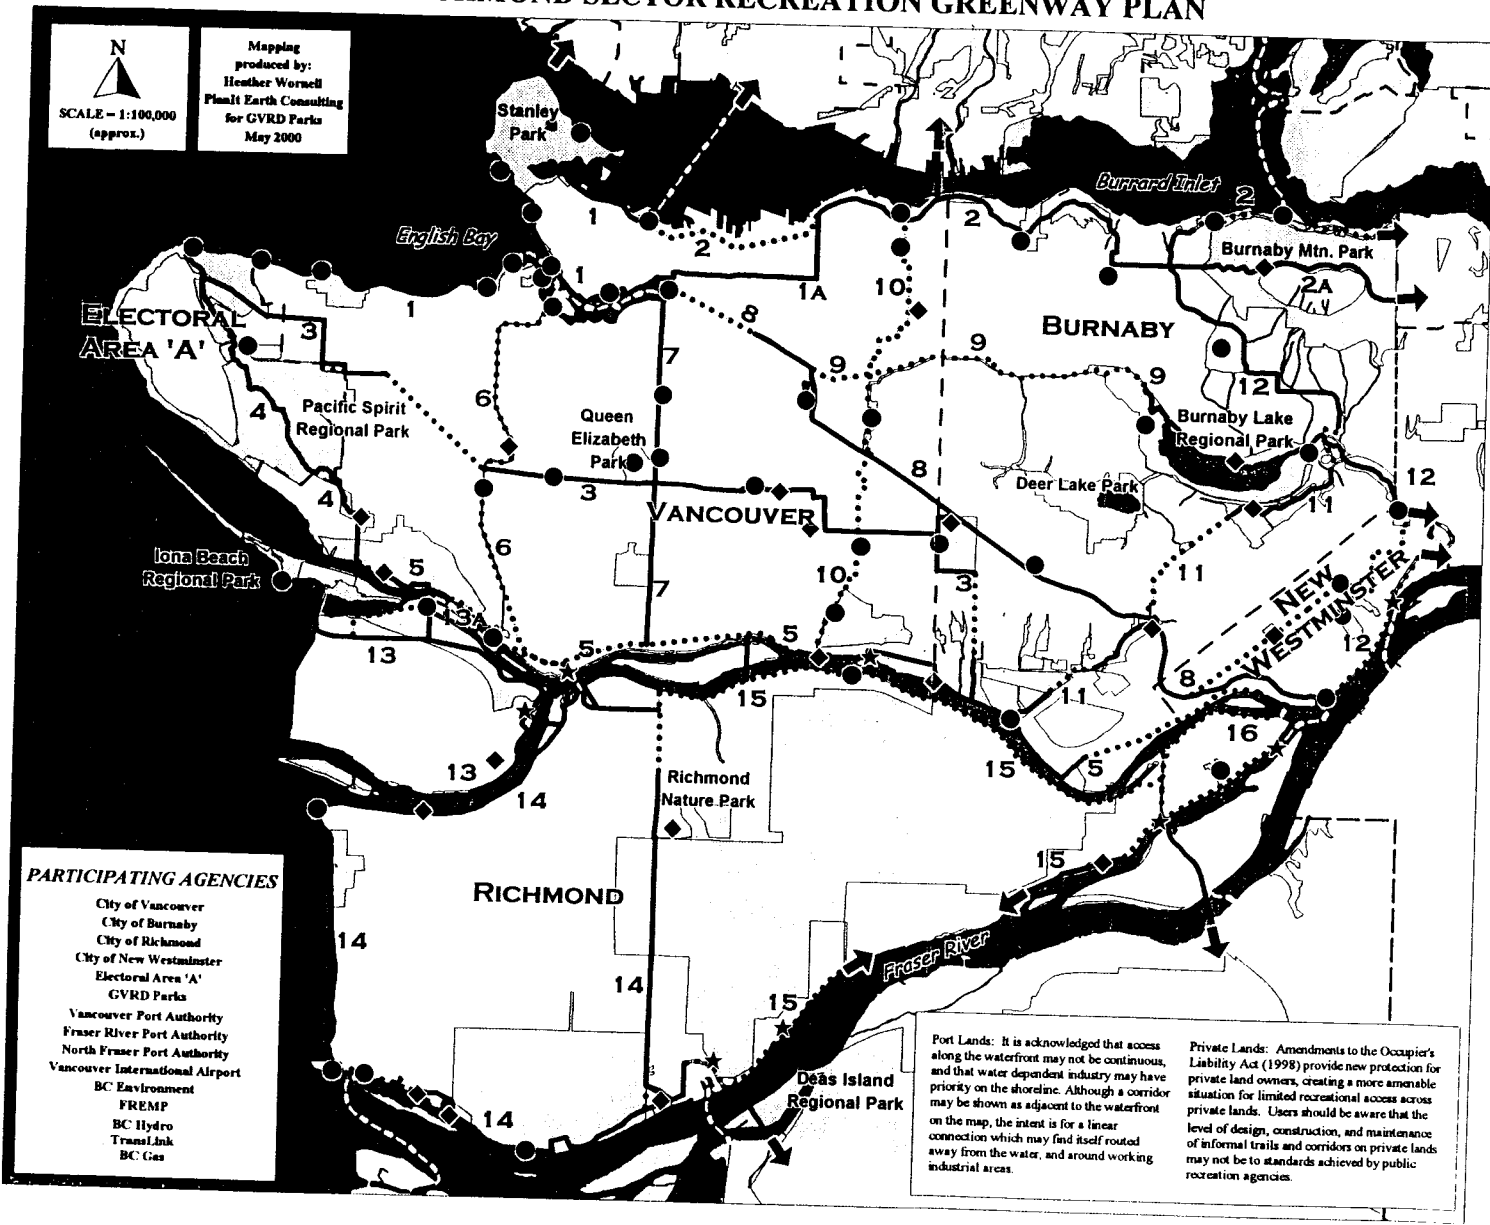 RECREATION GREENWAY PLAN
N
SCALE = 1:100,000
(approx.)
Mapping
produced by:
Heather Wornell
PlanIt Earth Consulting
for GVRD Parks
May 2000
Stanley
Park
Burrard Inlet
English Bay
1
2
2
2
1
1
1A
10
Burnaby Mtn. Park
2A
ELECTORAL
AREA 'A'
3
8
BURNABY
7
9
9
9
12
4
Pacific Spirit
Regional Park
6
Queen
Elizabeth
Park
Burnaby Lake
Regional Park
3
8
Deer Lake Park
12
11
4
VANCOUVER
Iona Beach
Regional Park
5
6
7
10
3
11
NEW
WESTMINSTER
13A
12
13
5
5
8
15
11
16
13
14
15
5
Richmond
Nature Park
15
RICHMOND
14
14
15
Fraser River
14
Deas Island
Regional Park
PARTICIPATING AGENCIES
City of Vancouver
City of Burnaby
City of Richmond
City of New Westminster
Electoral Area 'A'
GVRD Parks
Vancouver Port Authority
Fraser River Port Authority
North Fraser Port Authority
Vancouver International Airport
BC Environment
FREMP
BC Hydro
TransLink
BC Gas
Port Lands: It is acknowledged that access
along the waterfront may not be continuous,
and that water dependent industry may have
priority on the shoreline. Although a corridor
may be shown as adjacent to the waterfront
on the map, the intent is for a linear
connection which may find itself routed
away from the water, and around working
industrial areas.
Private Lands: Amendments to the Occupier's
Liability Act (1998) provide new protection for
private land owners, creating a more amenable
situation for limited recreational access across
private lands. Users should be aware that the
level of design, construction, and maintenance
of informal trails and corridors on private lands
may not be to standards achieved by public
recreation agencies.